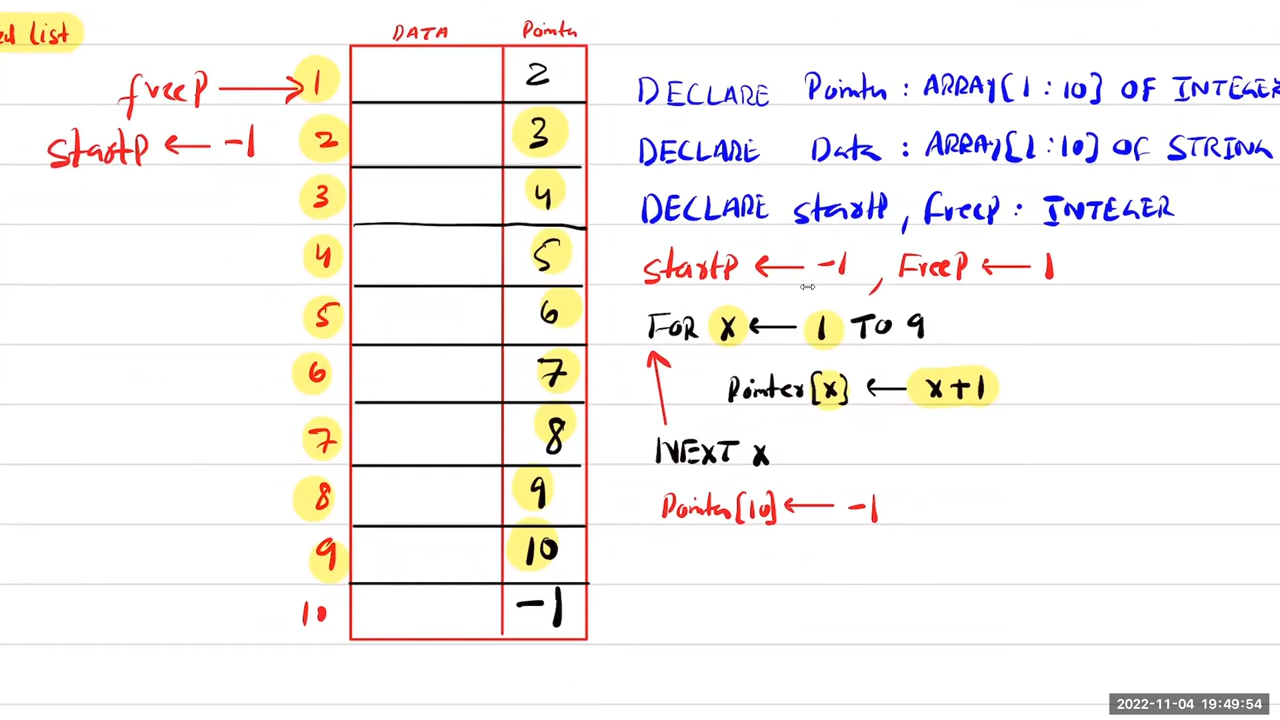 ed list
DATA Pointer
freeP → 1 2
startP ← -1 2 3
3 4
4 5
5 6
6 7
7 8
8 9
9 10
10 -1
DECLARE Pointer : ARRAY[1:10] OF INTEGER
DECLARE Data : ARRAY[1:10] OF STRING
DECLARE startP, FreeP : INTEGER
startP ← -1 , FreeP ← 1
FOR x ← 1 TO 9
Pointer[x] ← x+1
NEXT x
Pointer[10] ← -1
2022-11-04 19:49:54